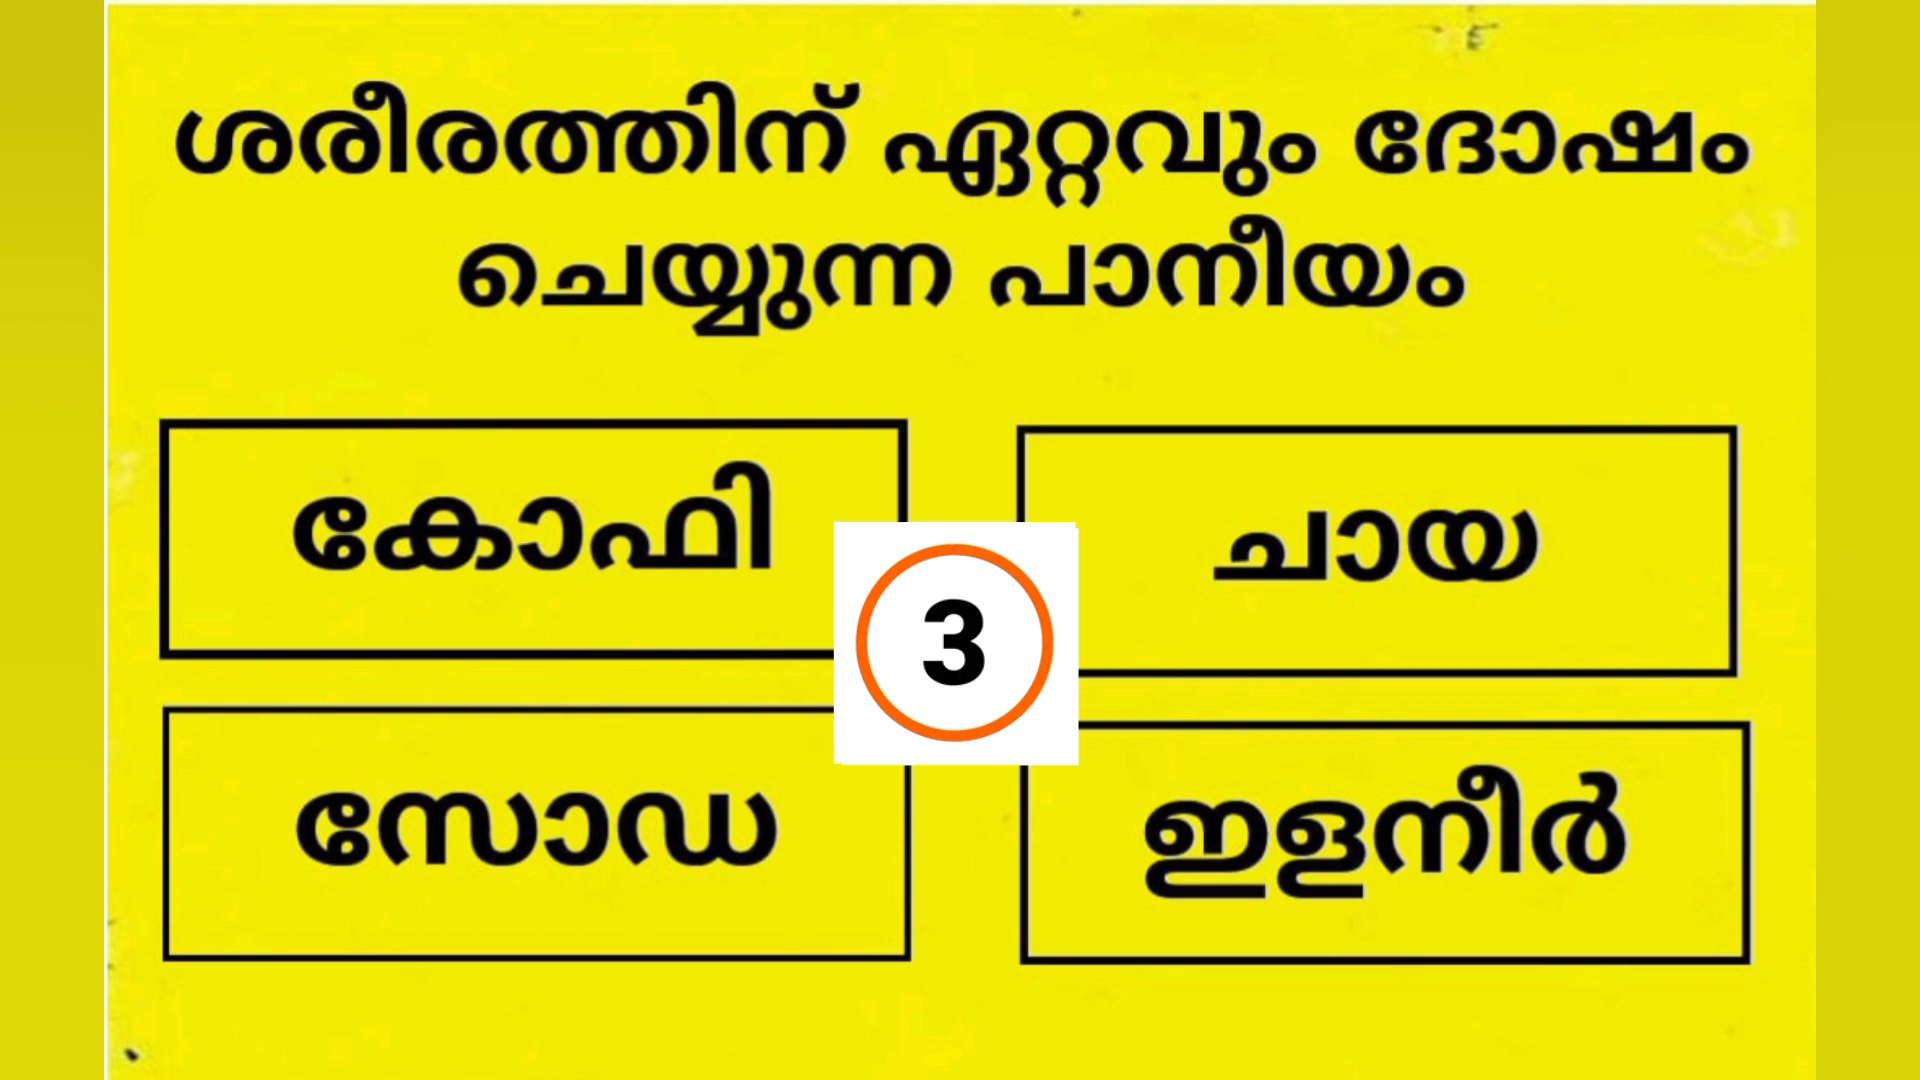 ശരീരത്തിന് ഏറ്റവും ദോഷം
ചെയ്യുന്ന പാനീയം
കോഫി
ചായ
3
സോഡ
ഇളനീർ